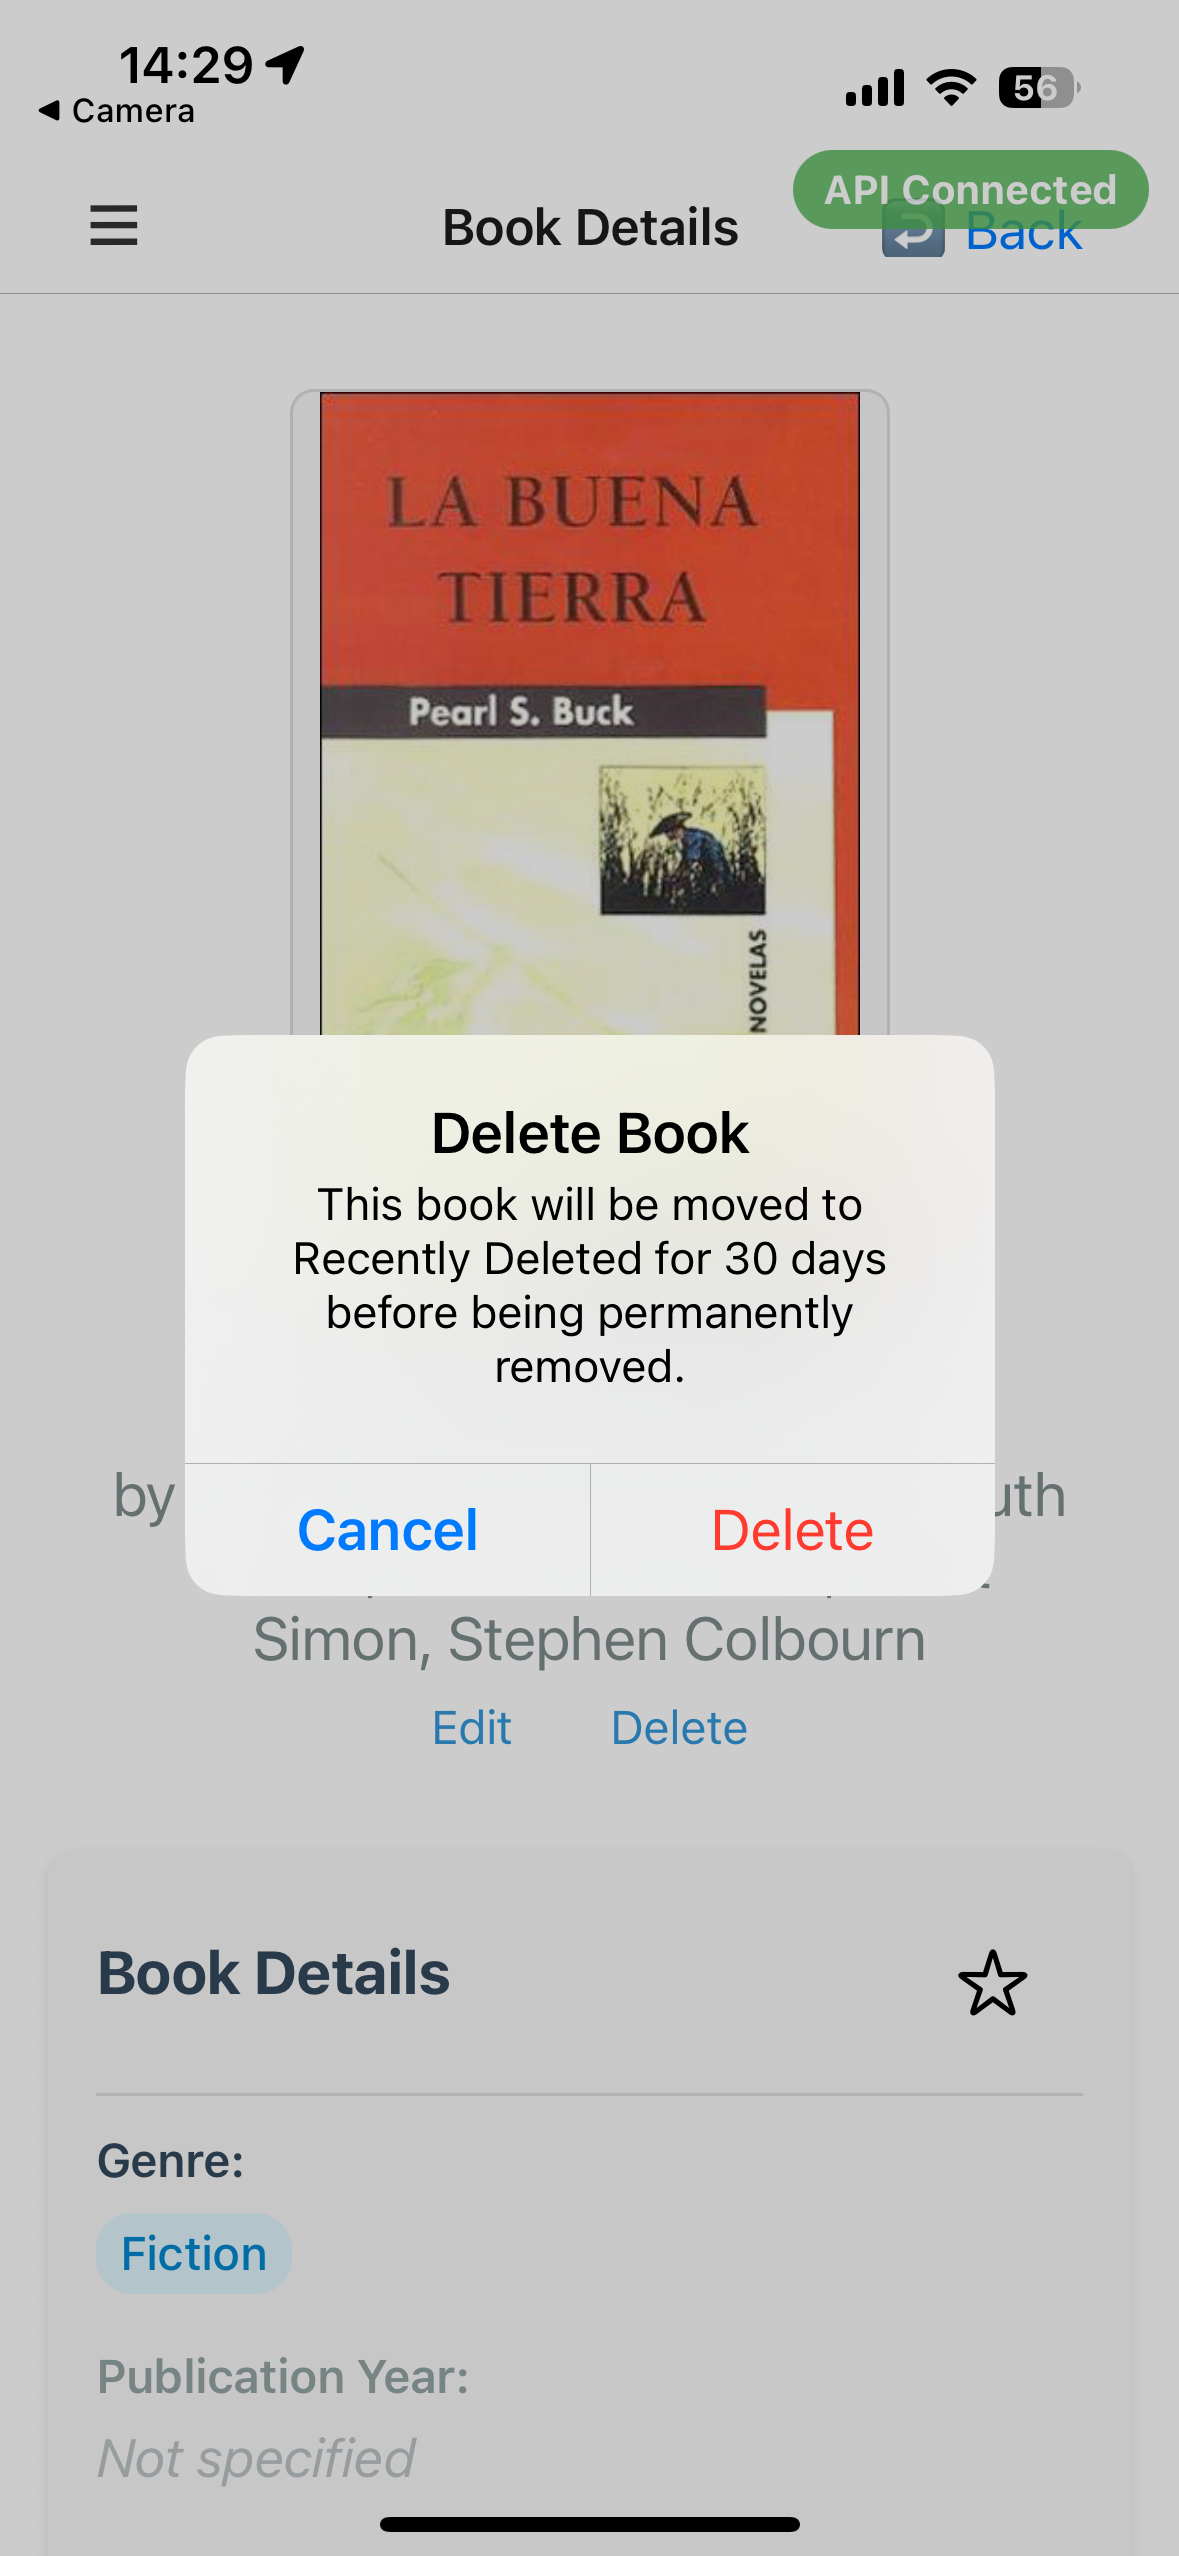 14:29
◀ Camera
56
API Connected
Book Details
Back
LA BUENA
TIERRA
Pearl S. Buck
NOVELAS
Delete Book
This book will be moved to
Recently Deleted for 30 days
before being permanently
removed.
by
Cancel
Delete
Simon, Stephen Colbourn
Edit
Delete
Book Details
Genre:
Fiction
Publication Year:
Not specified